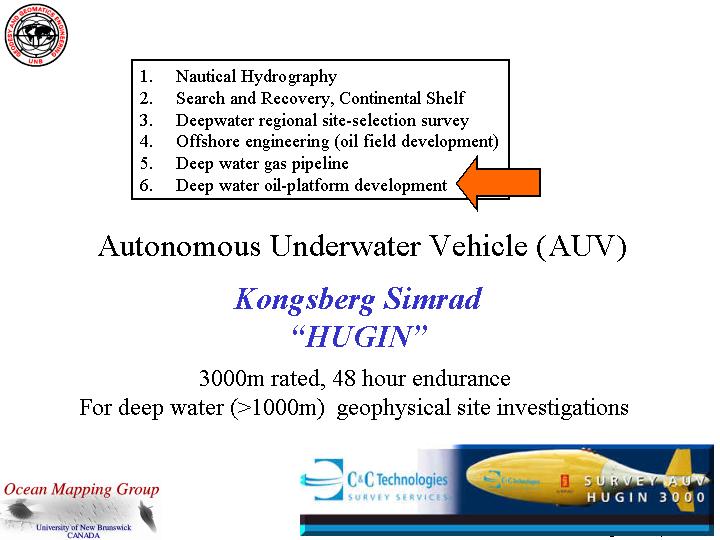 GEODESY AND GEOMATICS ENGINEERING
UNB
1. Nautical Hydrography
2. Search and Recovery, Continental Shelf
3. Deepwater regional site-selection survey
4. Offshore engineering (oil field development)
5. Deep water gas pipeline
6. Deep water oil-platform development
Autonomous Underwater Vehicle (AUV)
Kongsberg Simrad
“HUGIN”
3000m rated, 48 hour endurance
For deep water (>1000m) geophysical site investigations
Ocean Mapping Group
University of New Brunswick
CANADA
C&C Technologies
SURVEY SERVICES
C&C Technologies
SURVEY AUV
HUGIN 3000